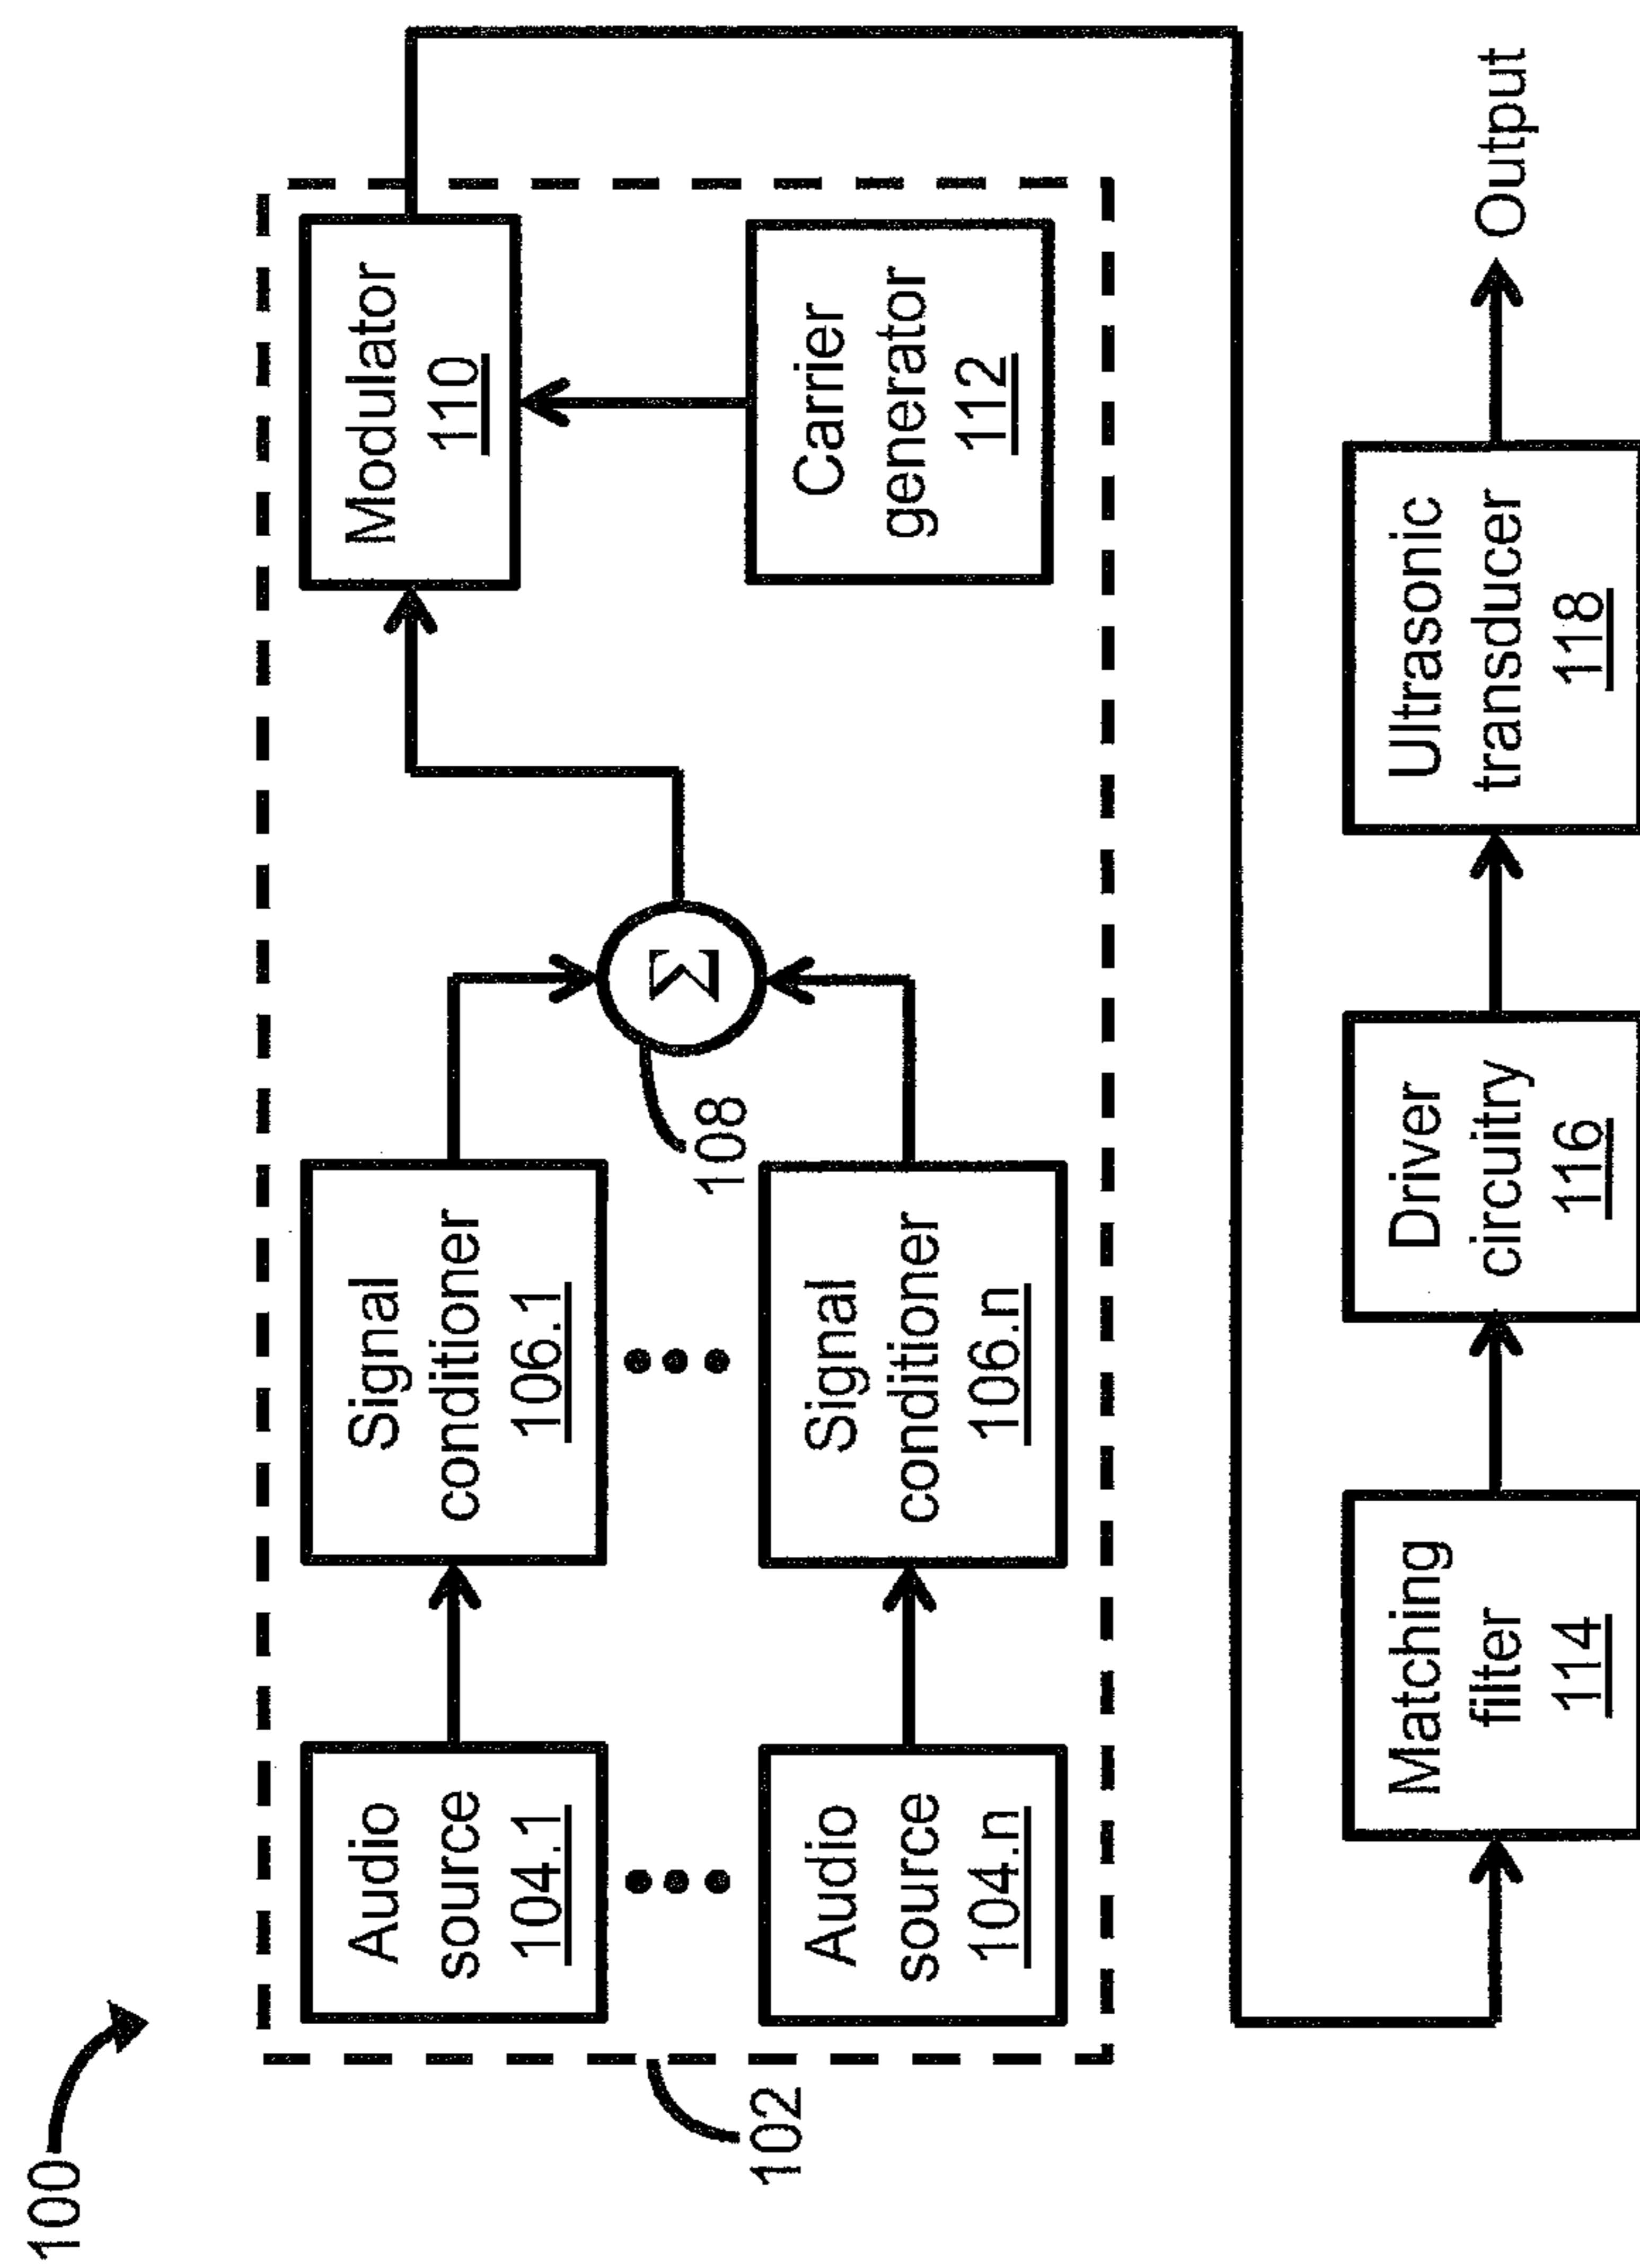 100
102
Audio
source
104.1
Signal
conditioner
106.1
Modulator
110
Σ
108
Audio
source
104.n
Signal
conditioner
106.n
Carrier
generator
112
Matching
filter
114
Driver
circuitry
116
Ultrasonic
transducer
118
Output